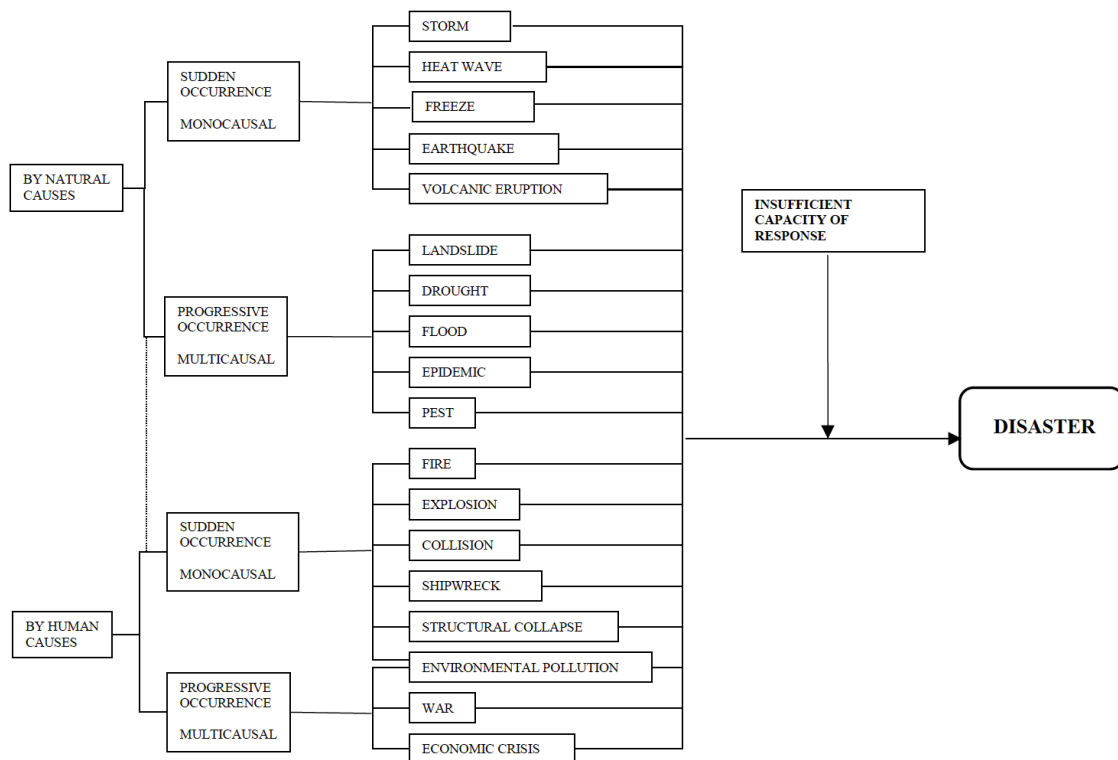 STORM
HEAT WAVE
FREEZE
EARTHQUAKE
VOLCANIC ERUPTION
SUDDEN
OCCURRENCE
MONOCAUSAL
BY NATURAL
CAUSES
LANDSLIDE
DROUGHT
FLOOD
EPIDEMIC
PEST
PROGRESSIVE
OCCURRENCE
MULTICAUSAL
INSUFFICIENT
CAPACITY OF
RESPONSE
DISASTER
FIRE
EXPLOSION
COLLISION
SHIPWRECK
STRUCTURAL COLLAPSE
ENVIRONMENTAL POLLUTION
WAR
ECONOMIC CRISIS
SUDDEN
OCCURRENCE
MONOCAUSAL
BY HUMAN
CAUSES
PROGRESSIVE
OCCURRENCE
MULTICAUSAL